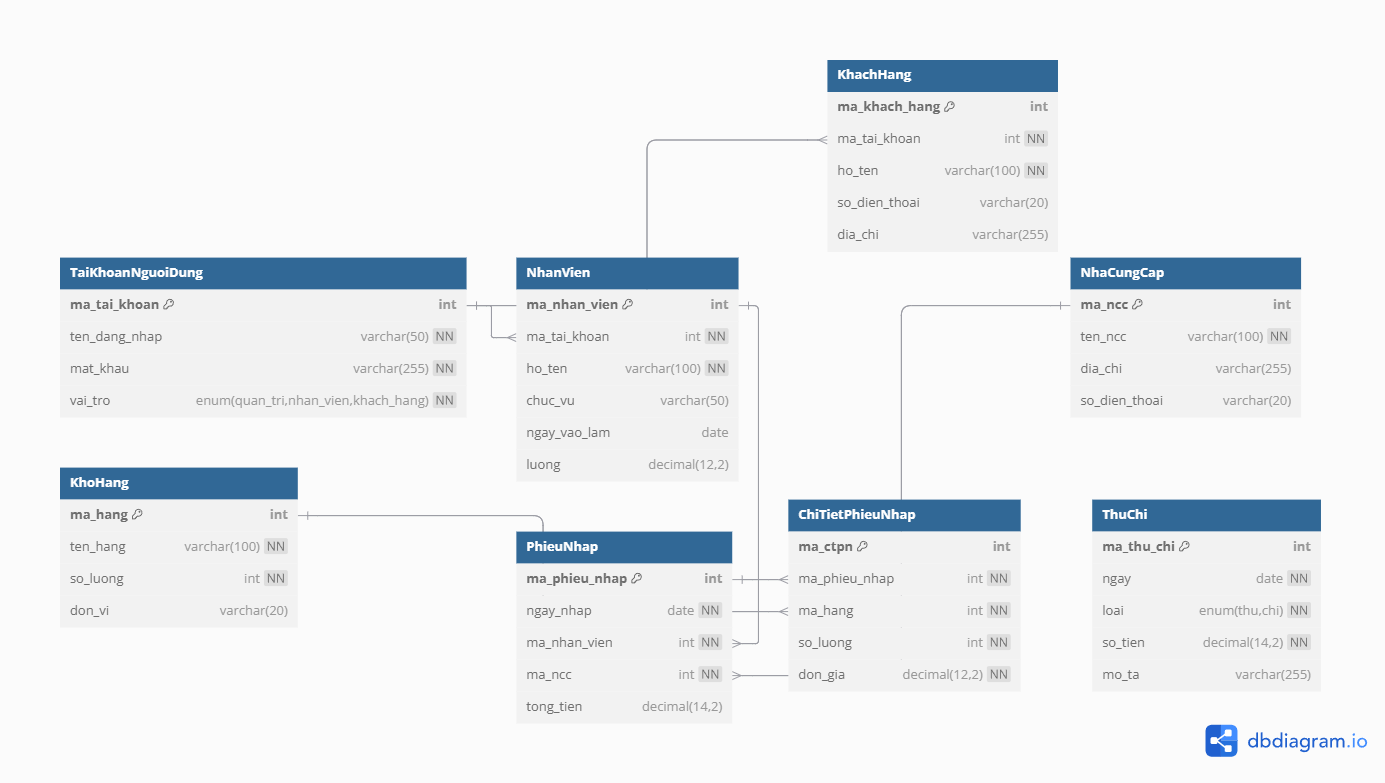 KhachHang
ma_khach_hang int
ma_tai_khoan int NN
ho_ten varchar(100) NN
so_dien_thoai varchar(20)
dia_chi varchar(255)
TaiKhoanNguoiDung
ma_tai_khoan int
ten_dang_nhap varchar(50) NN
mat_khau varchar(255) NN
vai_tro enum(quan_tri,nhan_vien,khach_hang) NN
NhanVien
ma_nhan_vien int
ma_tai_khoan int NN
ho_ten varchar(100) NN
chuc_vu varchar(50)
ngay_vao_lam date
luong decimal(12,2)
NhaCungCap
ma_ncc int
ten_ncc varchar(100) NN
dia_chi varchar(255)
so_dien_thoai varchar(20)
KhoHang
ma_hang int
ten_hang varchar(100) NN
so_luong int NN
don_vi varchar(20)
PhieuNhap
ma_phieu_nhap int
ngay_nhap date NN
ma_nhan_vien int NN
ma_ncc int NN
tong_tien decimal(14,2)
ChiTietPhieuNhap
ma_ctpn int
ma_phieu_nhap int NN
ma_hang int NN
so_luong int NN
don_gia decimal(12,2) NN
ThuChi
ma_thu_chi int
ngay date NN
loai enum(thu,chi) NN
so_tien decimal(14,2) NN
mo_ta varchar(255)
dbdiagram.io